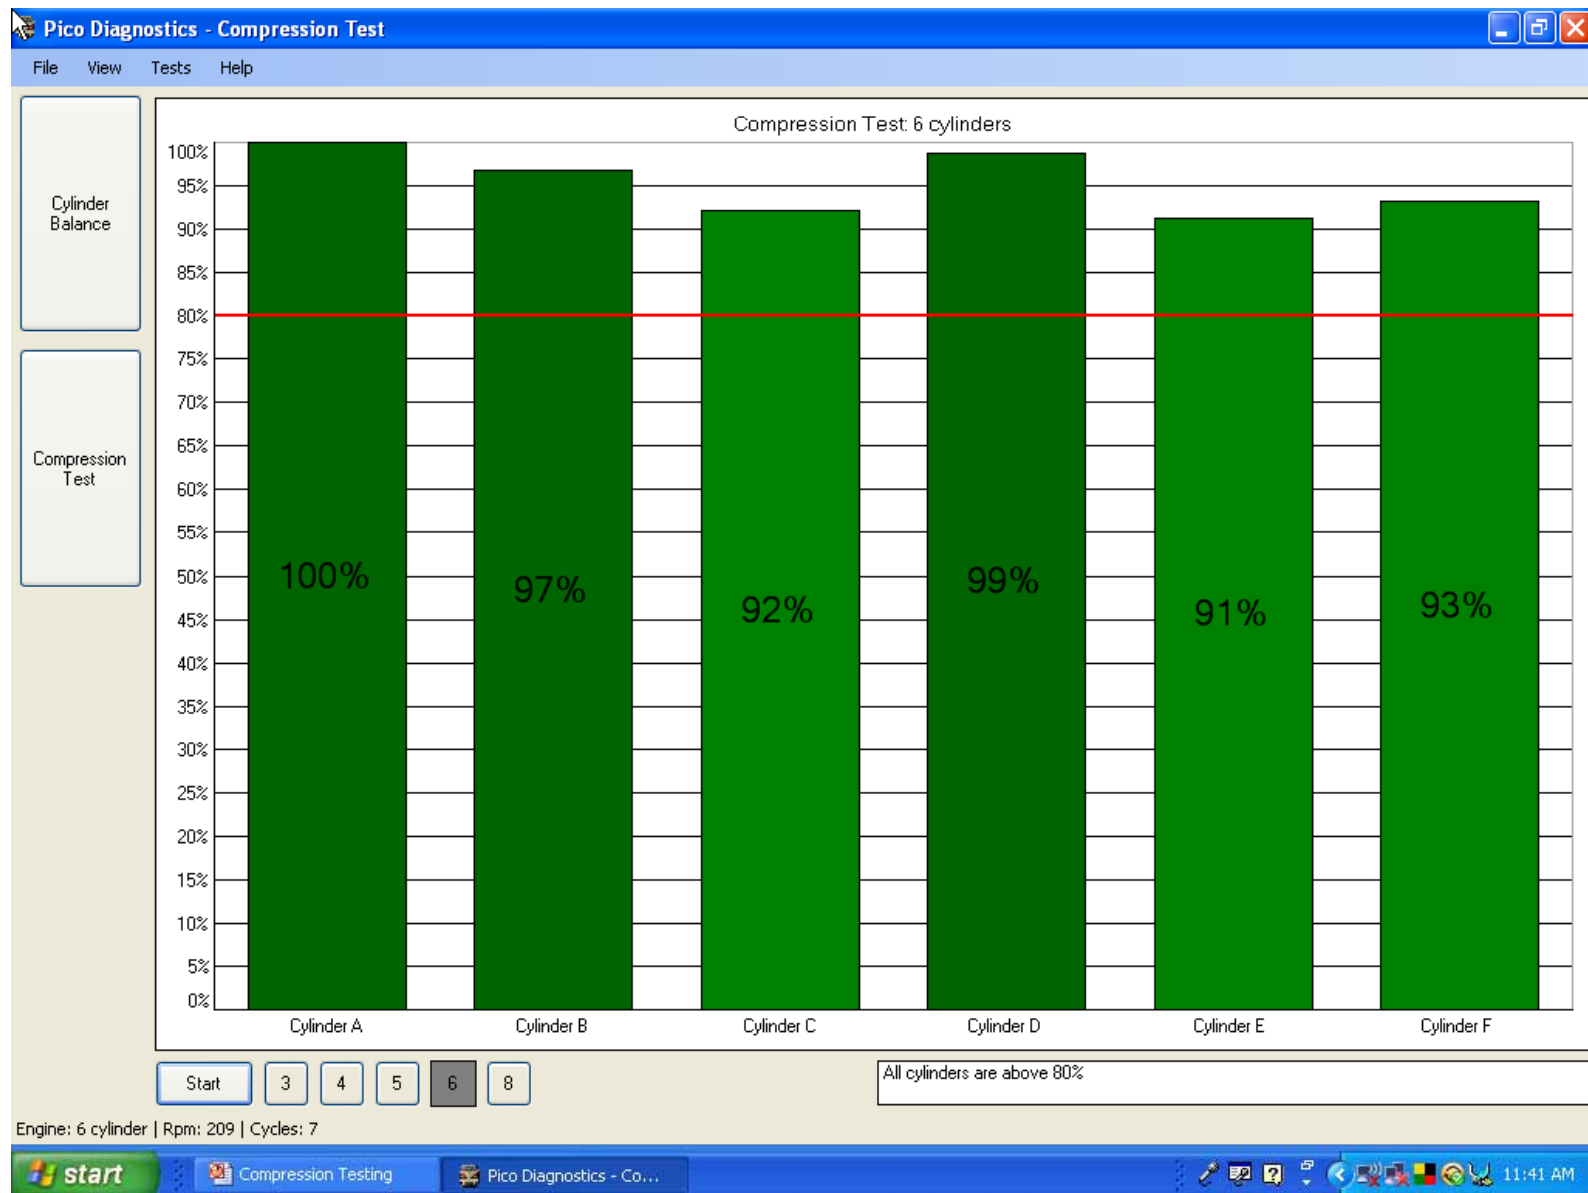 Pico Diagnostics - Compression Test
File View Tests Help
Cylinder
Balance
Compression
Test
Compression Test: 6 cylinders
100%
95%
90%
85%
80%
75%
70%
65%
60%
55%
50%
45%
40%
35%
30%
25%
20%
15%
10%
5%
0%
100%
97%
92%
99%
91%
93%
Cylinder A Cylinder B Cylinder C Cylinder D Cylinder E Cylinder F
Start 3 4 5 6 8
All cylinders are above 80%
Engine: 6 cylinder | Rpm: 209 | Cycles: 7
start Compression Testing Pico Diagnostics - Co... 11:41 AM